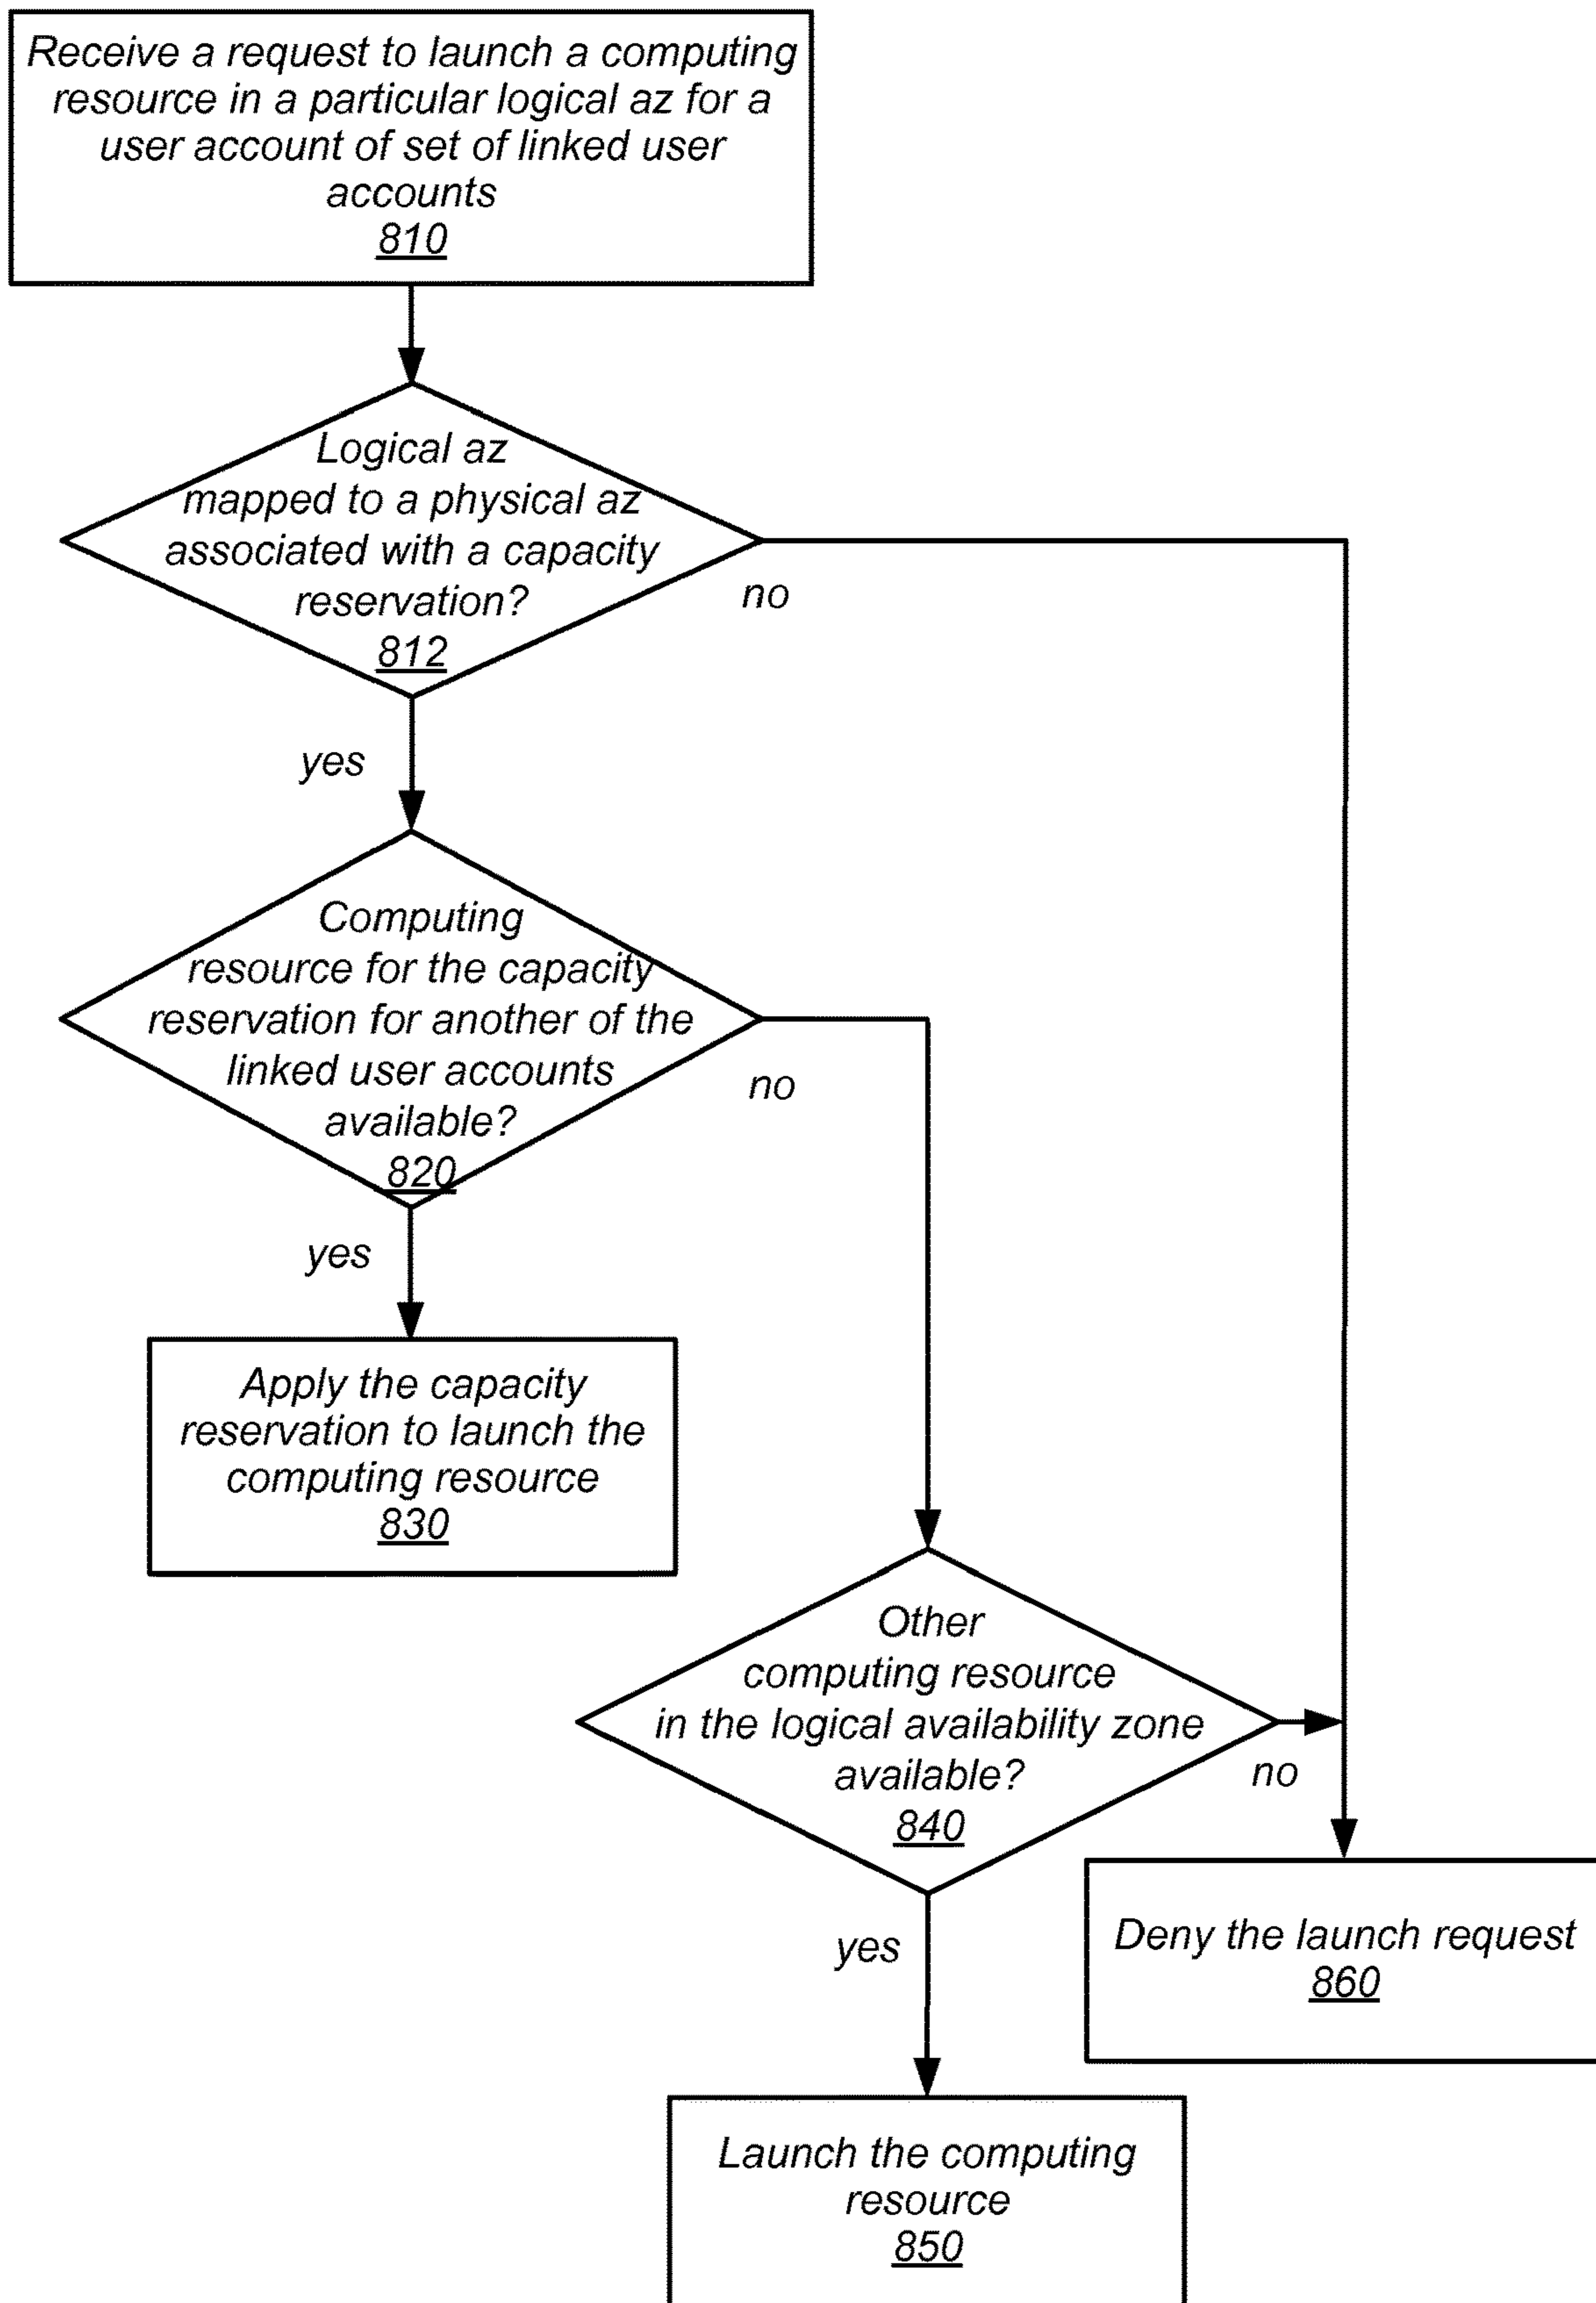 Receive a request to launch a computing
resource in a particular logical az for a
user account of set of linked user
accounts
810
Logical az
mapped to a physical az
associated with a capacity
reservation?
812
no
yes
Computing
resource for the capacity
reservation for another of the
linked user accounts
available?
820
no
yes
Apply the capacity
reservation to launch the
computing resource
830
Other
computing resource
in the logical availability zone
available?
840
no
yes
Deny the launch request
860
Launch the computing
resource
850